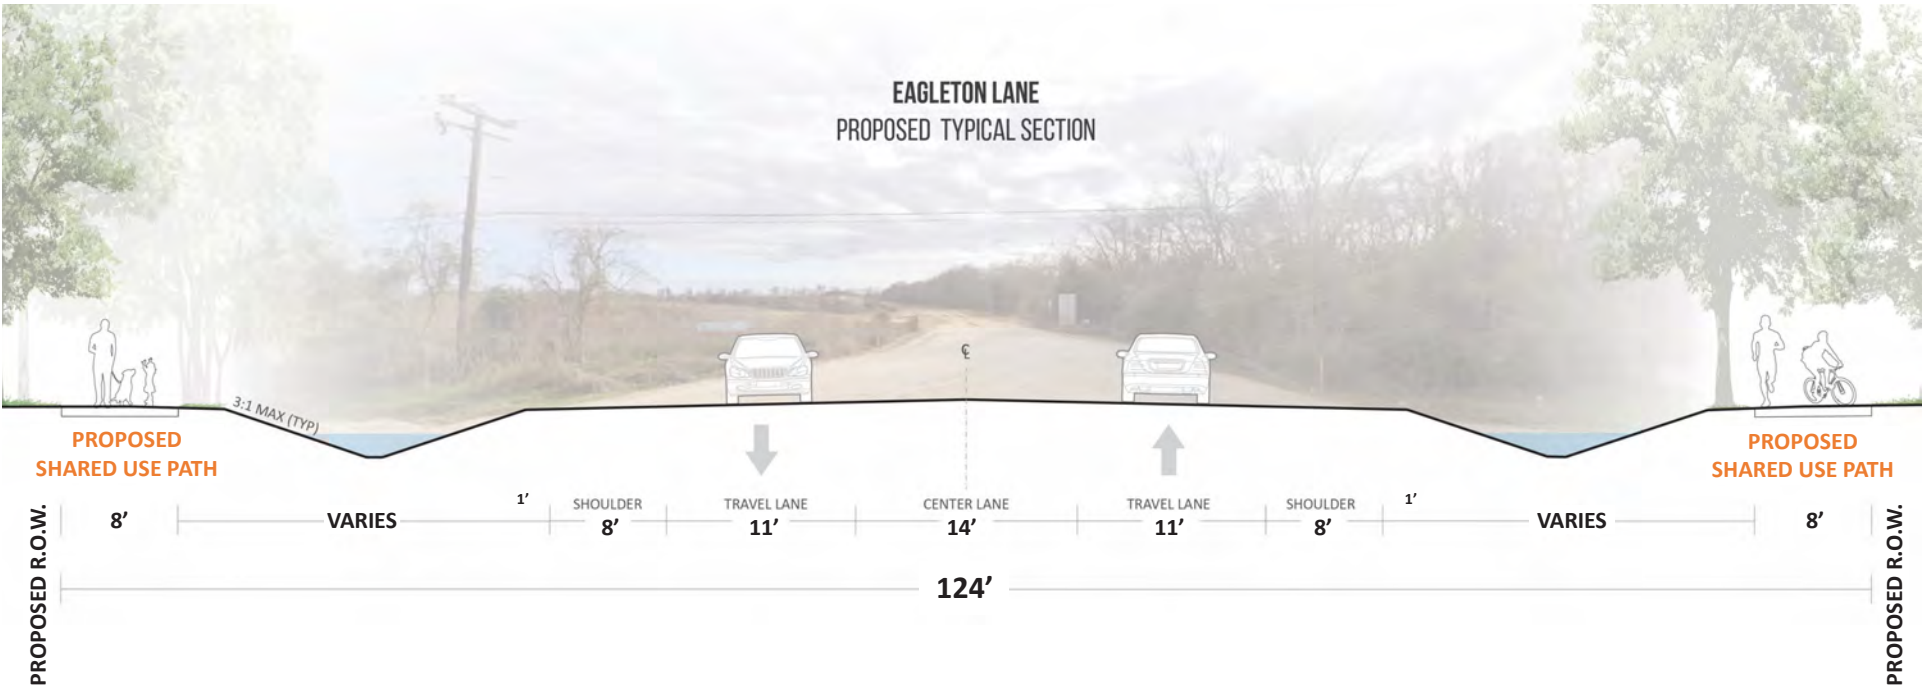 EAGLETON LANE
PROPOSED TYPICAL SECTION
℄
3:1 MAX (TYP)
PROPOSED
SHARED USE PATH
PROPOSED
SHARED USE PATH
PROPOSED R.O.W.
8’
VARIES
1’
SHOULDER
8’
TRAVEL LANE
11’
CENTER LANE
14’
TRAVEL LANE
11’
SHOULDER
8’
1’
VARIES
8’
PROPOSED R.O.W.
124’